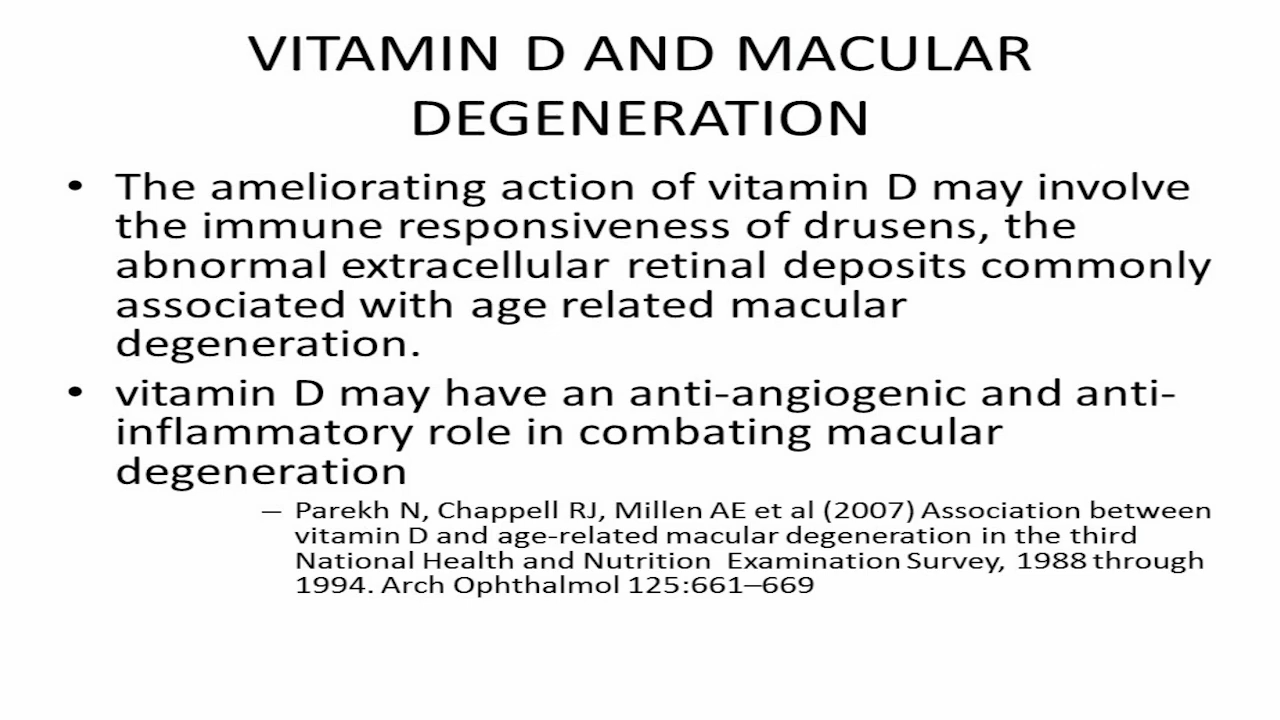 VITAMIN D AND MACULAR
DEGENERATION
• The ameliorating action of vitamin D may involve
the immune responsiveness of drusens, the
abnormal extracellular retinal deposits commonly
associated with age related macular
degeneration.
• vitamin D may have an anti-angiogenic and anti-
inflammatory role in combating macular
degeneration
– Parekh N, Chappell RJ, Millen AE et al (2007) Association between
vitamin D and age-related macular degeneration in the third
National Health and Nutrition Examination Survey, 1988 through
1994. Arch Ophthalmol 125:661–669